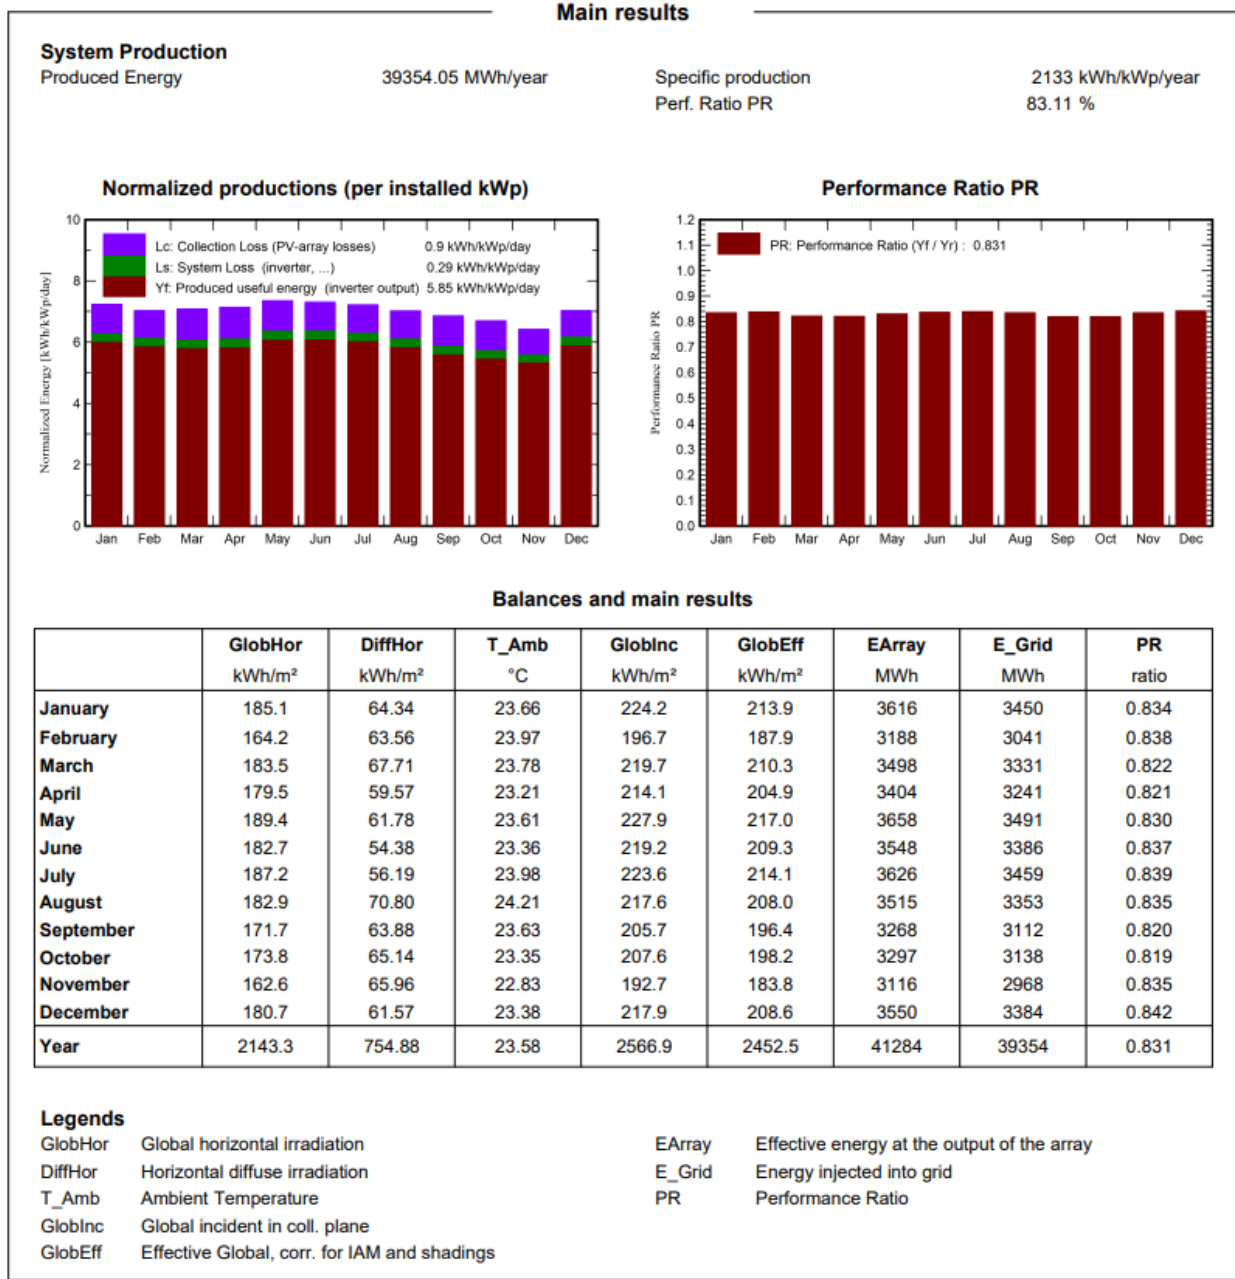 Main results
System Production
Produced Energy 39354.05 MWh/year Specific production 2133 kWh/kWp/year
Perf. Ratio PR 83.11 %
Normalized productions (per installed kWp)
10
Lc: Collection Loss (PV-array losses) 0.9 kWh/kWp/day
Ls: System Loss (inverter, ...) 0.29 kWh/kWp/day
8
Yf: Produced useful energy (inverter output) 5.85 kWh/kWp/day
6
4
2
0
Normalized Energy [kWh/kWp/day]
Jan Feb Mar Apr May Jun Jul Aug Sep Oct Nov Dec
Performance Ratio PR
1.2
1.1
PR: Performance Ratio (Yf / Yr) : 0.831
1.0
0.9
0.8
0.7
0.6
0.5
0.4
0.3
0.2
0.1
0.0
Performance Ratio PR
Jan Feb Mar Apr May Jun Jul Aug Sep Oct Nov Dec
Balances and main results
GlobHor DiffHor T_Amb GlobInc GlobEff EArray E_Grid PR
kWh/m² kWh/m² °C kWh/m² kWh/m² MWh MWh ratio
January 185.1 64.34 23.66 224.2 213.9 3616 3450 0.834
February 164.2 63.56 23.97 196.7 187.9 3188 3041 0.838
March 183.5 67.71 23.78 219.7 210.3 3498 3331 0.822
April 179.5 59.57 23.21 214.1 204.9 3404 3241 0.821
May 189.4 61.78 23.61 227.9 217.0 3658 3491 0.830
June 182.7 54.38 23.36 219.2 209.3 3548 3386 0.837
July 187.2 56.19 23.98 223.6 214.1 3626 3459 0.839
August 182.9 70.80 24.21 217.6 208.0 3515 3353 0.835
September 171.7 63.88 23.63 205.7 196.4 3268 3112 0.820
October 173.8 65.14 23.35 207.6 198.2 3297 3138 0.819
November 162.6 65.96 22.83 192.7 183.8 3116 2968 0.835
December 180.7 61.57 23.38 217.9 208.6 3550 3384 0.842
Year 2143.3 754.88 23.58 2566.9 2452.5 41284 39354 0.831
Legends
GlobHor Global horizontal irradiation EArray Effective energy at the output of the array
DiffHor Horizontal diffuse irradiation E_Grid Energy injected into grid
T_Amb Ambient Temperature PR Performance Ratio
GlobInc Global incident in coll. plane
GlobEff Effective Global, corr. for IAM and shadings